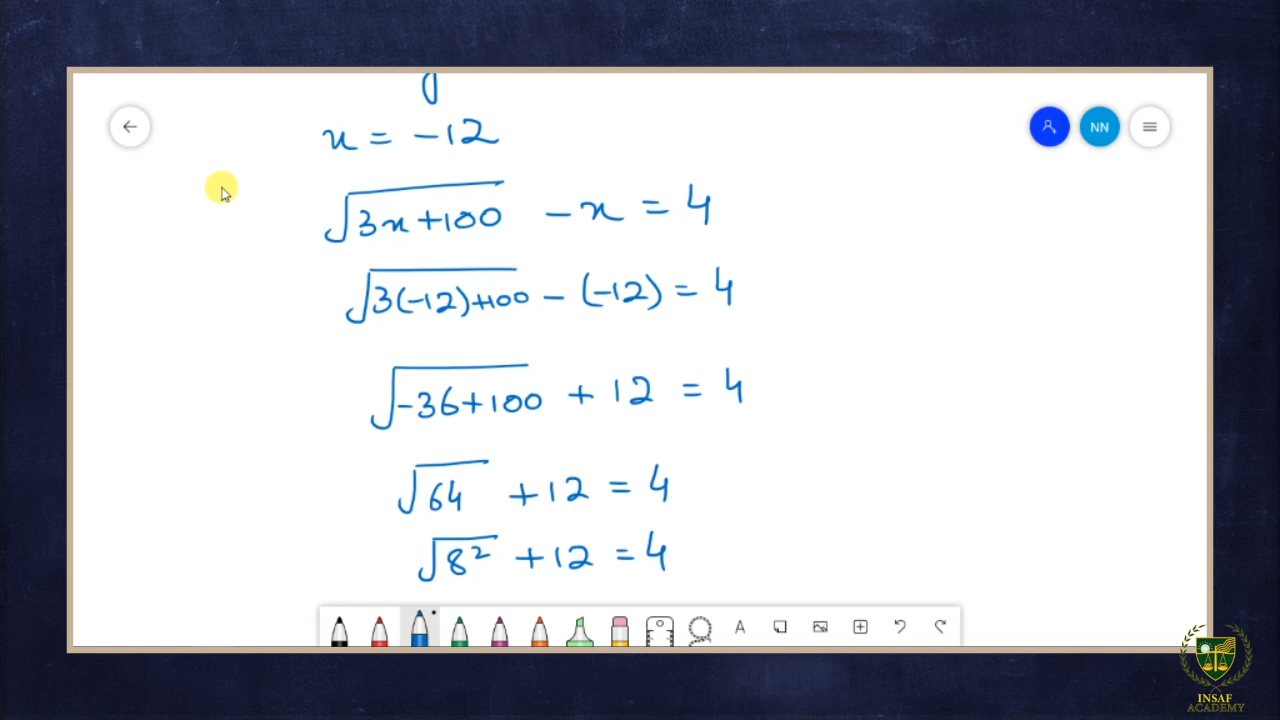 x = -12
√3x+100 - x = 4
√3(-12)+100 - (-12) = 4
√-36+100 + 12 = 4
√64 + 12 = 4
√8² + 12 = 4
NN
A
INSAF
ACADEMY